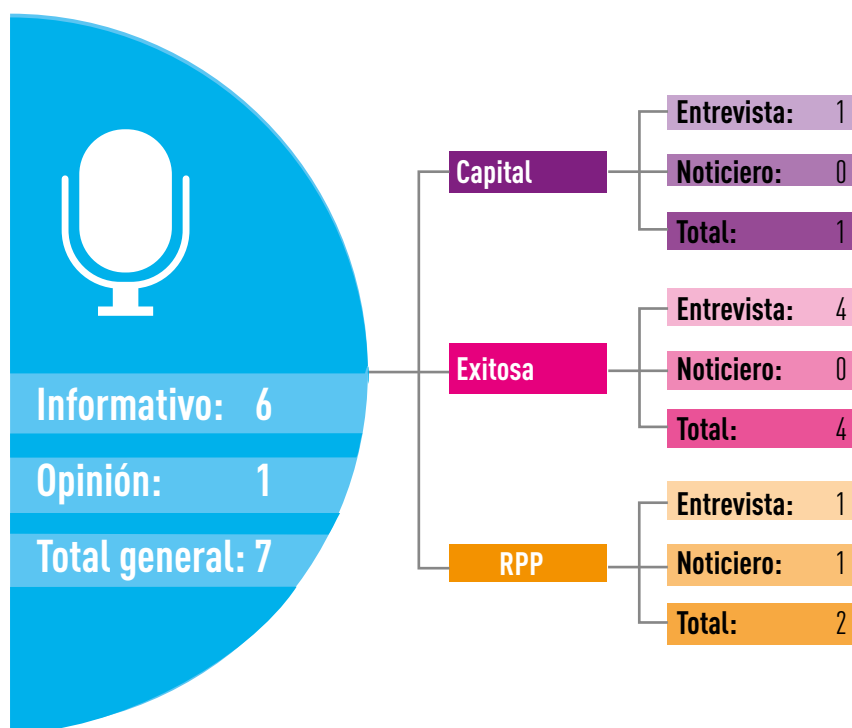 Informativo: 6
Opinión: 1
Total general: 7
Capital
Entrevista: 1
Noticiero: 0
Total: 1
Exitosa
Entrevista: 4
Noticiero: 0
Total: 4
RPP
Entrevista: 1
Noticiero: 1
Total: 2